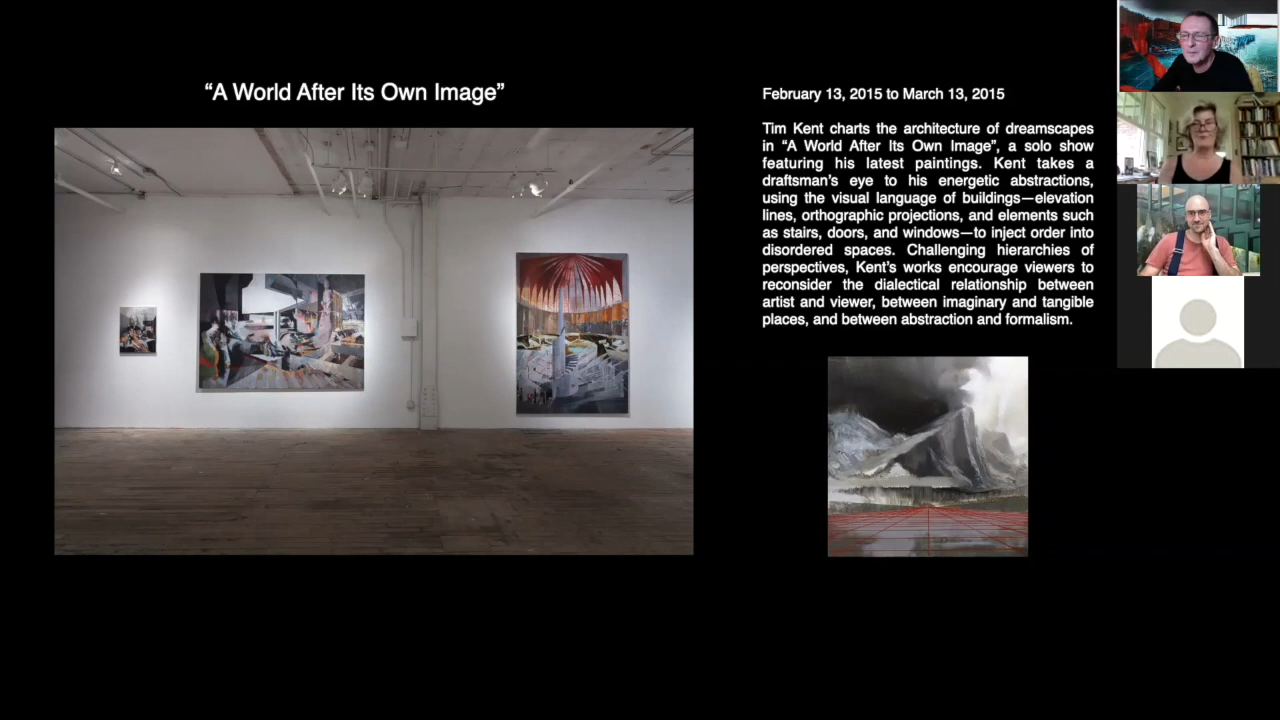 “A World After Its Own Image”
February 13, 2015 to March 13, 2015
Tim Kent charts the architecture of dreamscapes
in “A World After Its Own Image”, a solo show
featuring his latest paintings. Kent takes a
draftsman’s eye to his energetic abstractions,
using the visual language of buildings—elevation
lines, orthographic projections, and elements such
as stairs, doors, and windows—to inject order into
disordered spaces. Challenging hierarchies of
perspectives, Kent’s works encourage viewers to
reconsider the dialectical relationship between
artist and viewer, between imaginary and tangible
places, and between abstraction and formalism.